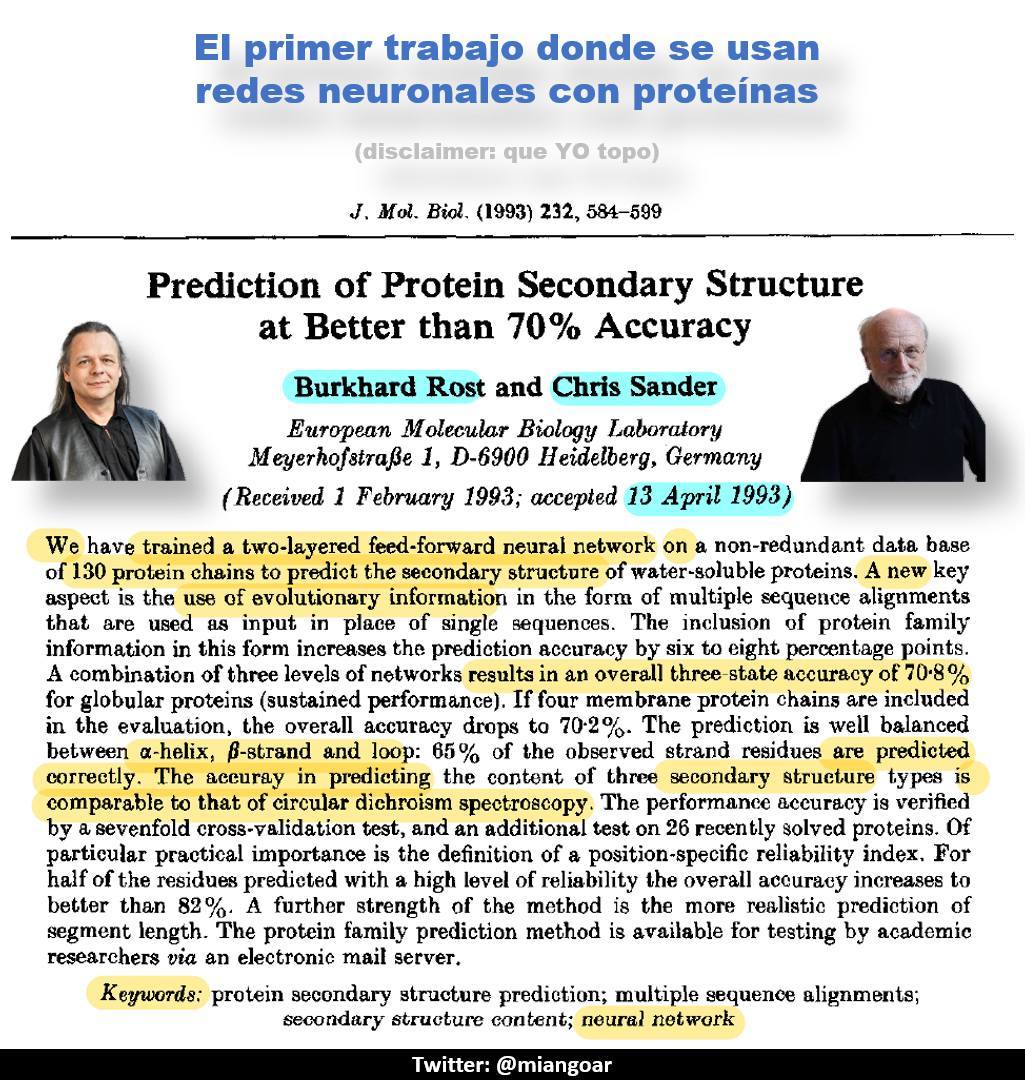 El primer trabajo donde se usan
redes neuronales con proteínas
(disclaimer: que YO topo)
J. Mol. Biol. (1993) 232, 584–599
Prediction of Protein Secondary Structure
at Better than 70% Accuracy
Burkhard Rost and Chris Sander
European Molecular Biology Laboratory
Meyerhofstraße 1, D-6900 Heidelberg, Germany
(Received 1 February 1993; accepted 13 April 1993)
We have trained a two-layered feed-forward neural network on a non-redundant data base
of 130 protein chains to predict the secondary structure of water-soluble proteins. A new key
aspect is the use of evolutionary information in the form of multiple sequence alignments
that are used as input in place of single sequences. The inclusion of protein family
information in this form increases the prediction accuracy by six to eight percentage points.
A combination of three levels of networks results in an overall three-state accuracy of 70·8%
for globular proteins (sustained performance). If four membrane protein chains are included
in the evaluation, the overall accuracy drops to 70·2%. The prediction is well balanced
between α-helix, β-strand and loop: 65% of the observed strand residues are predicted
correctly. The accuray in predicting the content of three secondary structure types is
comparable to that of circular dichroism spectroscopy. The performance accuracy is verified
by a sevenfold cross-validation test, and an additional test on 26 recently solved proteins. Of
particular practical importance is the definition of a position-specific reliability index. For
half of the residues predicted with a high level of reliability the overall accuracy increases to
better than 82%. A further strength of the method is the more realistic prediction of
segment length. The protein family prediction method is available for testing by academic
researchers via an electronic mail server.
Keywords: protein secondary structure prediction; multiple sequence alignments;
secondary structure content; neural network
Twitter: @miangoar